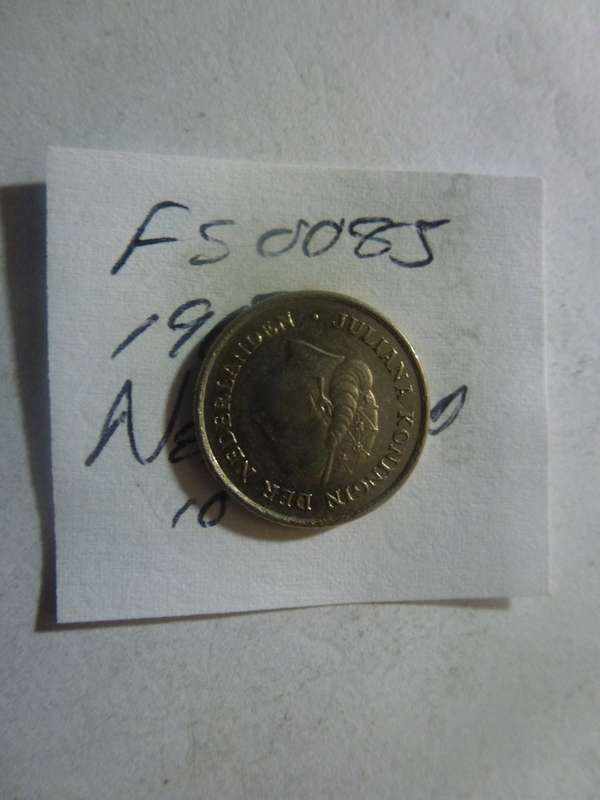 FS0085
19
Ne
10
JULIANA KONINGIN DER NEDERLANDEN ·